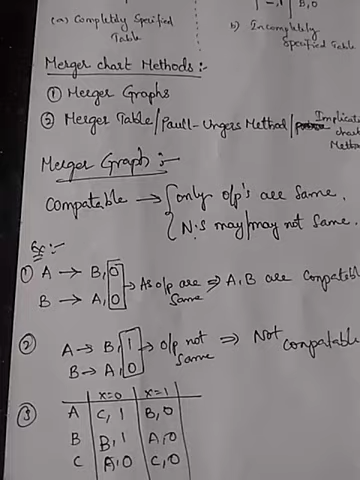 -,1 | B,0
(a) Completely Specified Table
b) Incompletely Specified Table
Merger chart Methods :-
① Merger Graphs
② Merger Table/Paull-Ungers Method/ Implication chart Method
Merger Graph :-
Compatable → only o/p's are same.
N.S may/may not same.
Ex:-
① A → B,0
B → A,0
→ As o/p are same ⇒ A, B are Compatable
② A → B,1
B → A,0
→ o/p not same ⇒ Not compatable
③ x=0 x=1
A C,1 B,0
B B,1 A,0
C A,0 C,0